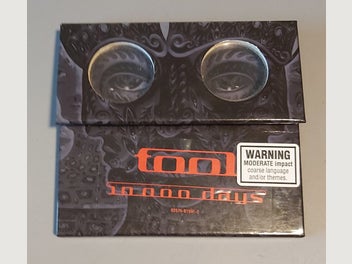 TOOL
10,000 days
WARNING
MODERATE impact
coarse language
and/or themes.